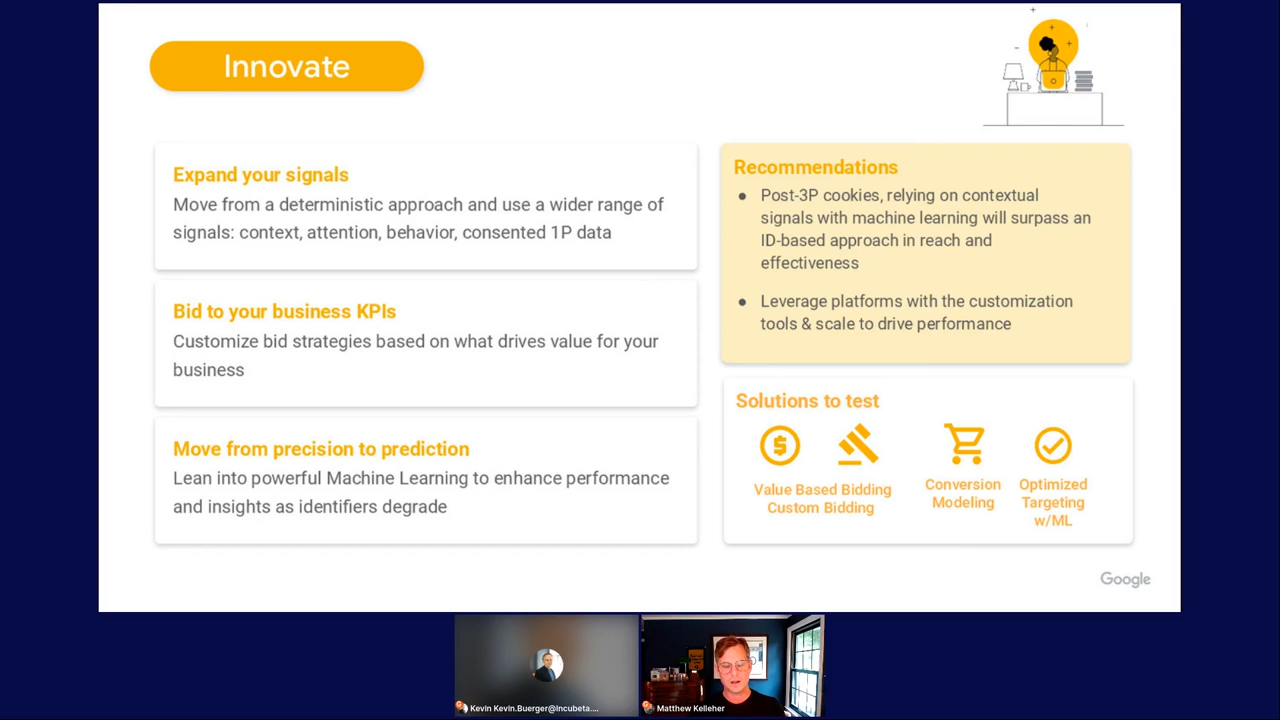 Innovate
Expand your signals
Move from a deterministic approach and use a wider range of
signals: context, attention, behavior, consented 1P data
Bid to your business KPIs
Customize bid strategies based on what drives value for your
business
Move from precision to prediction
Lean into powerful Machine Learning to enhance performance
and insights as identifiers degrade
Recommendations
● Post-3P cookies, relying on contextual
signals with machine learning will surpass an
ID-based approach in reach and
effectiveness
● Leverage platforms with the customization
tools & scale to drive performance
Solutions to test
Value Based Bidding
Custom Bidding
Conversion
Modeling
Optimized
Targeting
w/ML
Google
Kevin Kevin.Buerger@Incubeta....
Matthew Kelleher